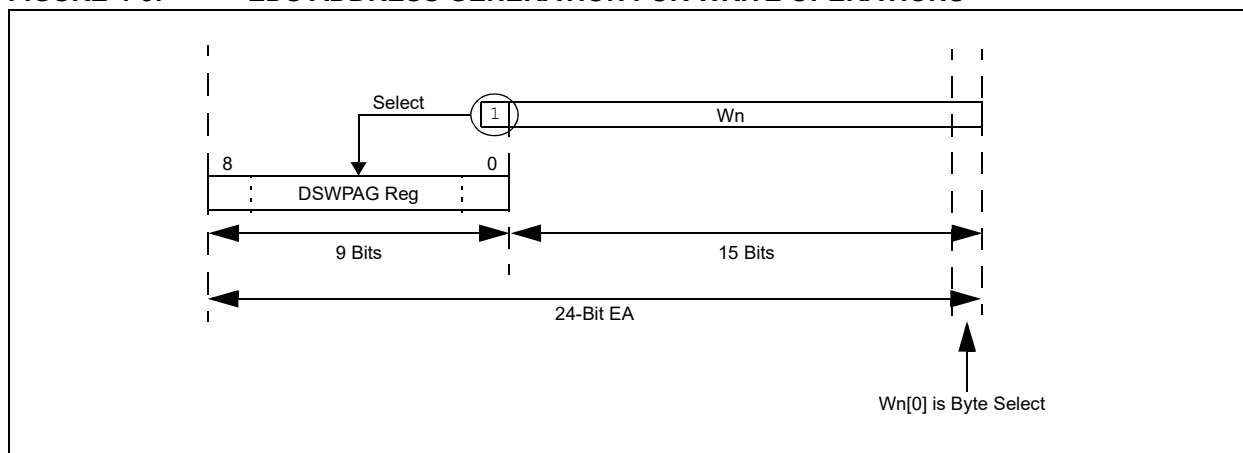 Select
1
Wn
8
0
DSWPAG Reg
9 Bits
15 Bits
24-Bit EA
Wn[0] is Byte Select